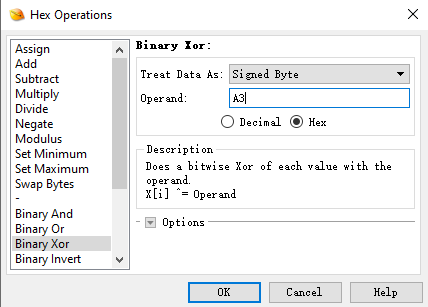 Hex Operations
Assign
Add
Subtract
Multiply
Divide
Negate
Modulus
Set Minimum
Set Maximum
Swap Bytes
-
Binary And
Binary Or
Binary Xor
Binary Invert
Binary Xor:
Treat Data As: Signed Byte
Operand: A3
Decimal Hex
Description
Does a bitwise Xor of each value with the
operand.
X[i] ^= Operand
Options
OK Cancel Help